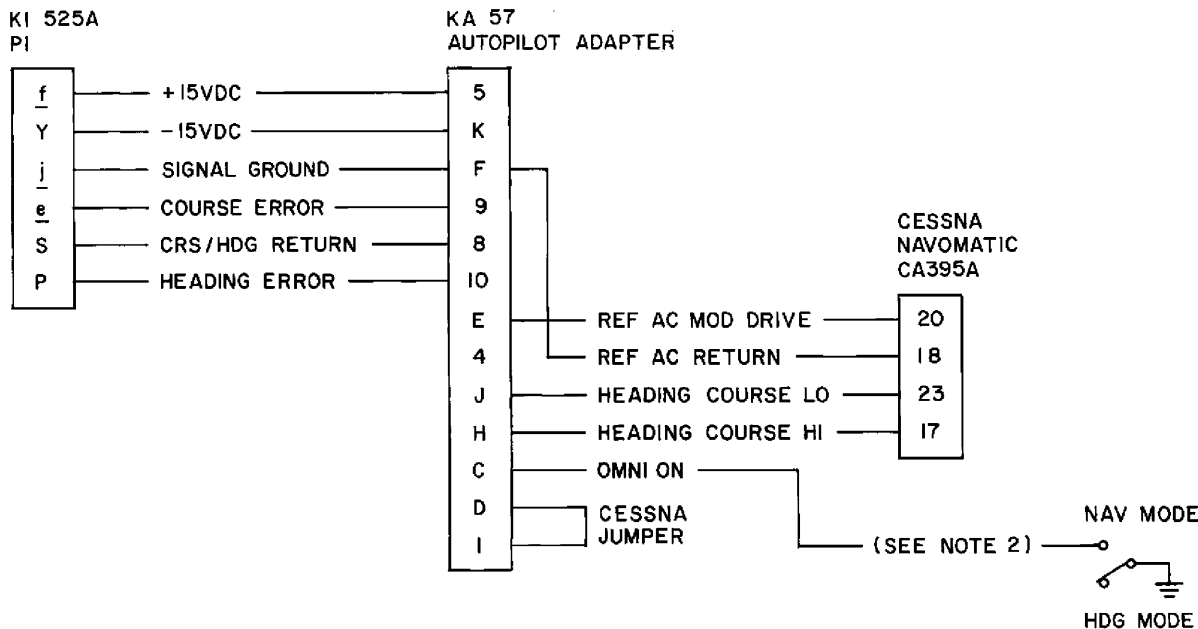 KI 525A
P1
KA 57
AUTOPILOT ADAPTER
f +15VDC 5
Y -15VDC K
j SIGNAL GROUND F
e COURSE ERROR 9
S CRS/HDG RETURN 8
P HEADING ERROR 10
CESSNA
NAVOMATIC
CA395A
E REF AC MOD DRIVE 20
4 REF AC RETURN 18
J HEADING COURSE LO 23
H HEADING COURSE HI 17
C OMNI ON
D CESSNA
1 JUMPER
(SEE NOTE 2)
NAV MODE
HDG MODE